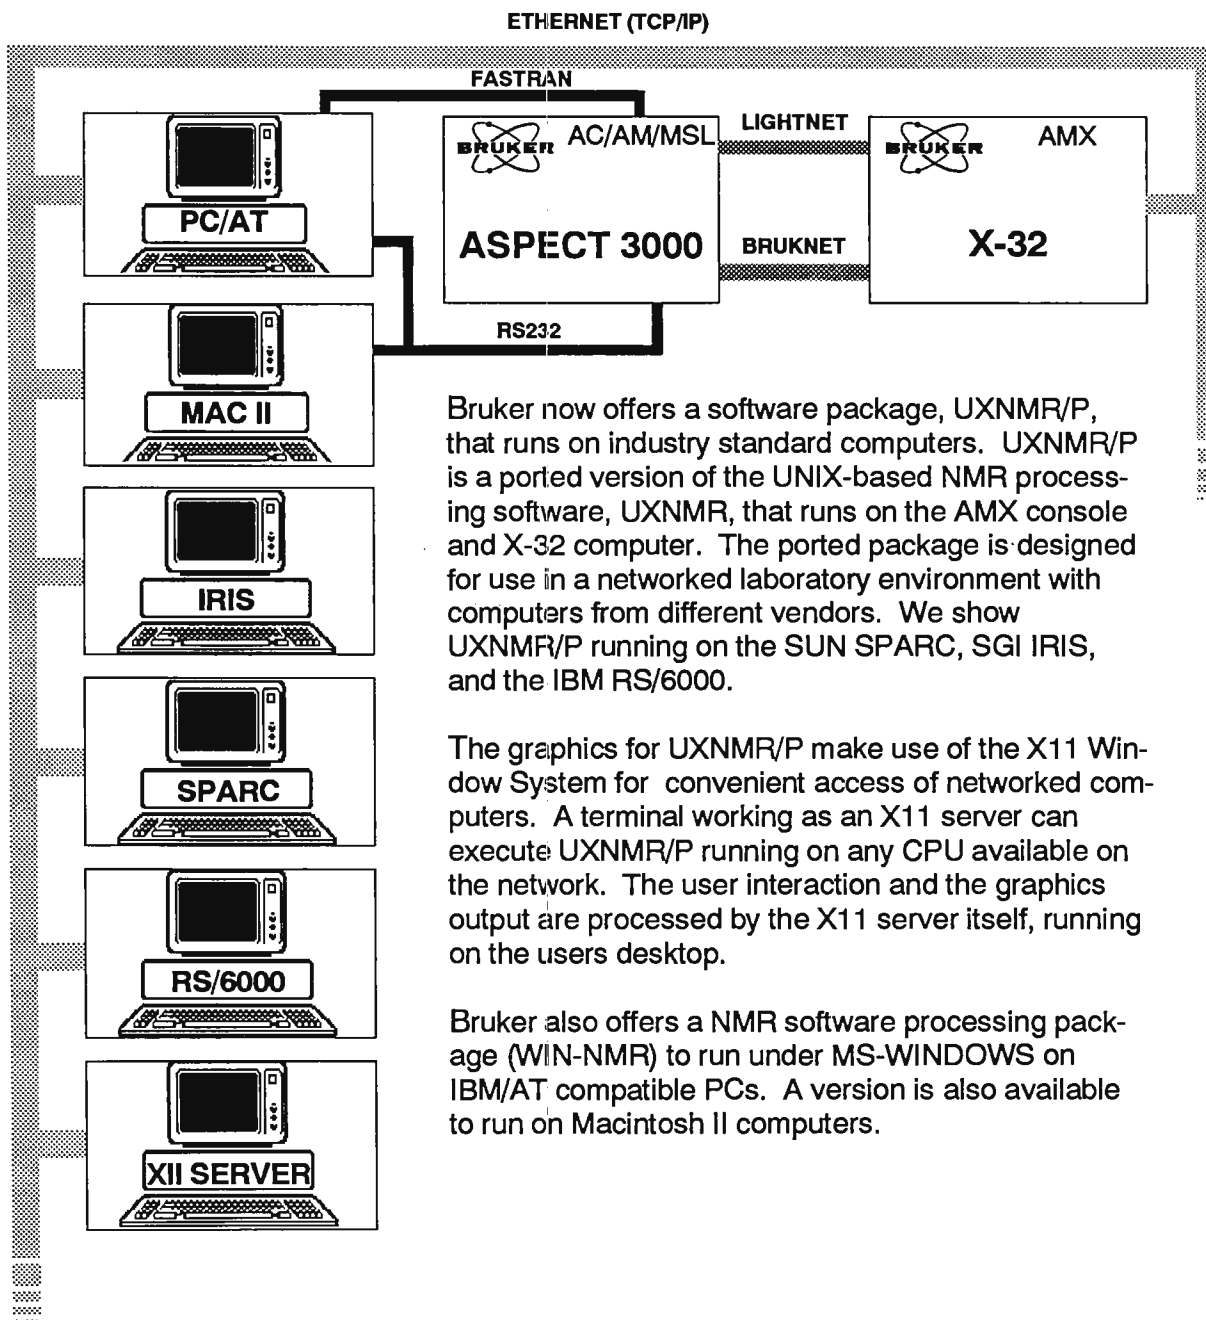 ETHERNET (TCP/IP)
FASTRAN
PC/AT
BRUKER
AC/AM/MSL
ASPECT 3000
LIGHTNET
BRUKNET
BRUKER
AMX
X-32
RS232
MAC II
IRIS
SPARC
RS/6000
XII SERVER
Bruker now offers a software package, UXNMR/P,
that runs on industry standard computers. UXNMR/P
is a ported version of the UNIX-based NMR process-
ing software, UXNMR, that runs on the AMX console
and X-32 computer. The ported package is designed
for use in a networked laboratory environment with
computers from different vendors. We show
UXNMR/P running on the SUN SPARC, SGI IRIS,
and the IBM RS/6000.
The graphics for UXNMR/P make use of the X11 Win-
dow System for convenient access of networked com-
puters. A terminal working as an X11 server can
execute UXNMR/P running on any CPU available on
the network. The user interaction and the graphics
output are processed by the X11 server itself, running
on the users desktop.
Bruker also offers a NMR software processing pack-
age (WIN-NMR) to run under MS-WINDOWS on
IBM/AT compatible PCs. A version is also available
to run on Macintosh II computers.